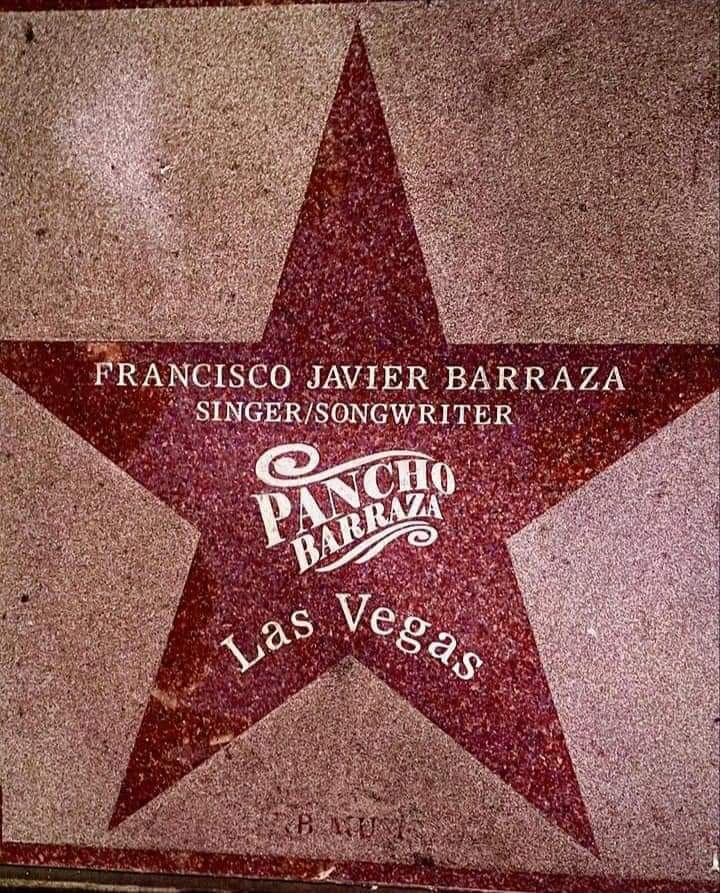 FRANCISCO JAVIER BARRAZA
SINGER/SONGWRITER
PANCHO
BARRAZA
Las Vegas